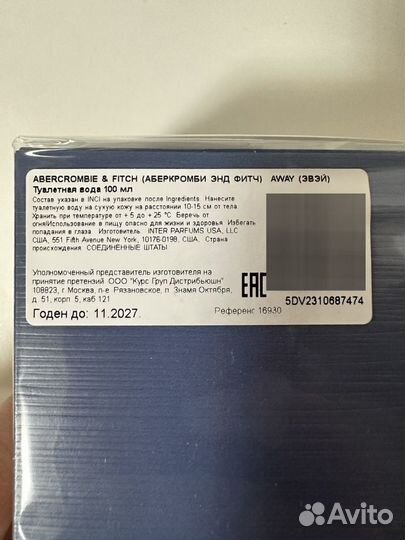 ABERCROMBIE & FITCH (АБЕРКРОМБИ ЭНД ФИТЧ) AWAY (ЭВЭЙ)
Туалетная вода 100 мл
Состав указан в INCI на упаковке после Ingredients. Нанесите
туалетную воду на сухую кожу на расстоянии 10-15 см от тела.
Хранить при температуре от + 5 до + 25 °C. Беречь от
огня!Использование в пищу опасно для жизни и здоровья. Избегать
попадания в глаза. Изготовитель: INTER PARFUMS USA, LLC
США, 551 Fifth Avenue New York, 10176-0198, США, Страна
происхождения: СОЕДИНЕННЫЕ ШТАТЫ
Уполномоченный представитель изготовителя на
принятие претензий: ООО "Курс Груп Дистрибьюшн"
108823, г Москва, п-е Рязановское, п Знамя Октября,
д. 51, корп 5, каб 121
EAC
5DV2310687474
Годен до: 11.2027.
Референс 16930
Avito